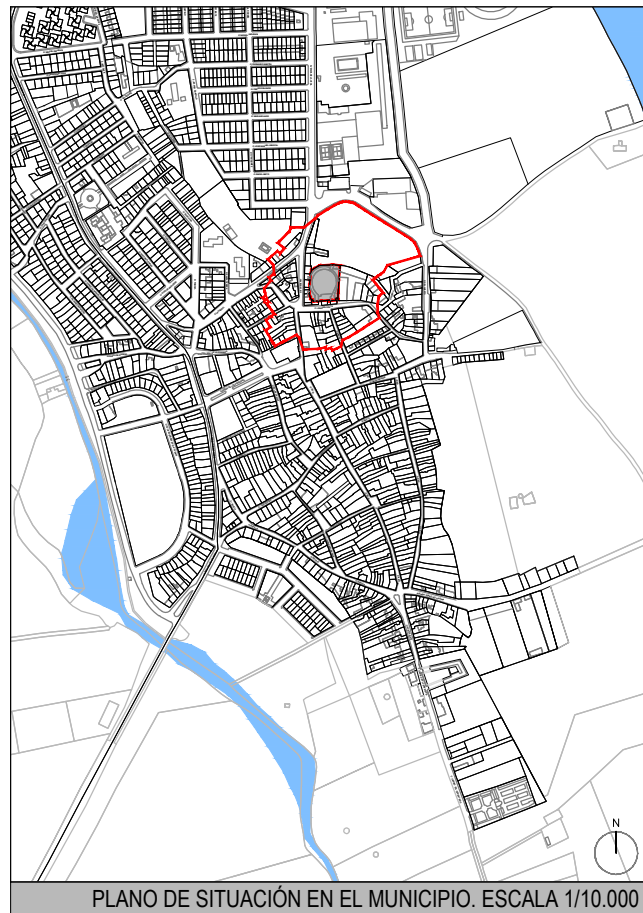 N
PLANO DE SITUACIÓN EN EL MUNICIPIO. ESCALA 1/10.000